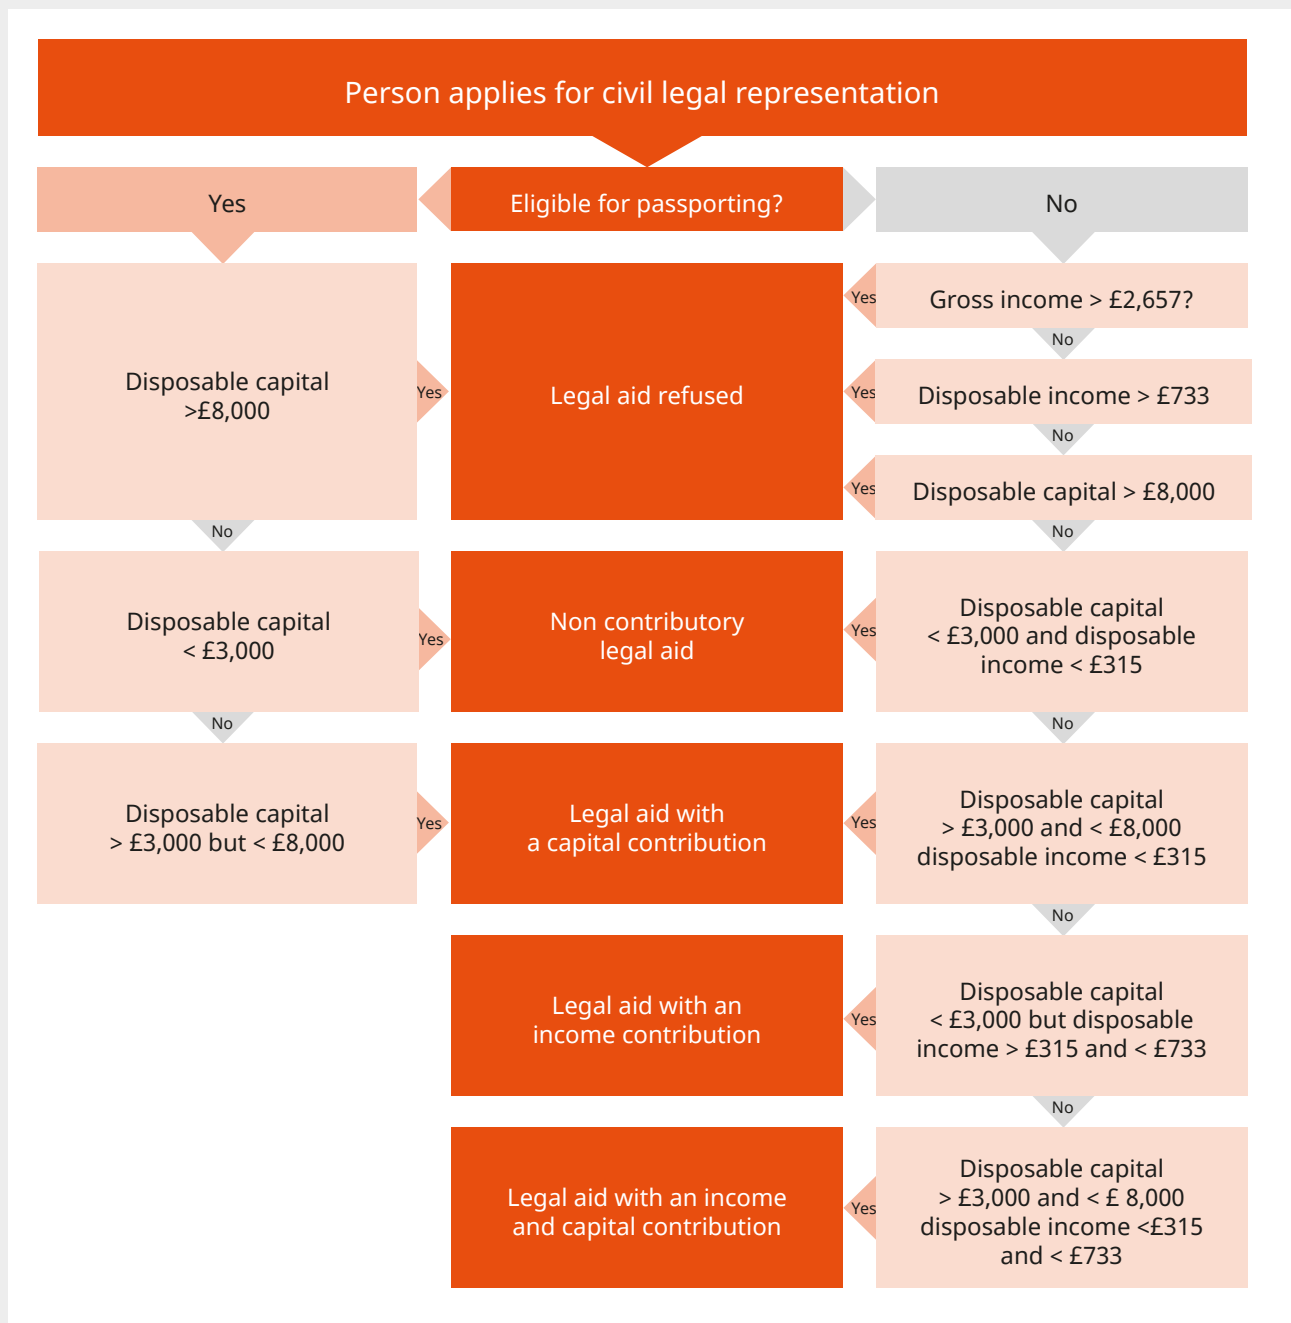 Person applies for civil legal representation
Yes
Eligible for passporting?
No
Disposable capital
>£8,000
Yes
Legal aid refused
Yes
Gross income > £2,657?
No
Yes
Disposable income > £733
No
Yes
Disposable capital > £8,000
No
No
Disposable capital
< £3,000
Yes
Non contributory
legal aid
Yes
Disposable capital
< £3,000 and disposable
income < £315
No
No
Disposable capital
> £3,000 but < £8,000
Yes
Legal aid with
a capital contribution
Yes
Disposable capital
> £3,000 and < £8,000
disposable income < £315
No
Legal aid with an
income contribution
Yes
Disposable capital
< £3,000 but disposable
income > £315 and < £733
No
Legal aid with an income
and capital contribution
Yes
Disposable capital
> £3,000 and < £ 8,000
disposable income <£315
and < £733